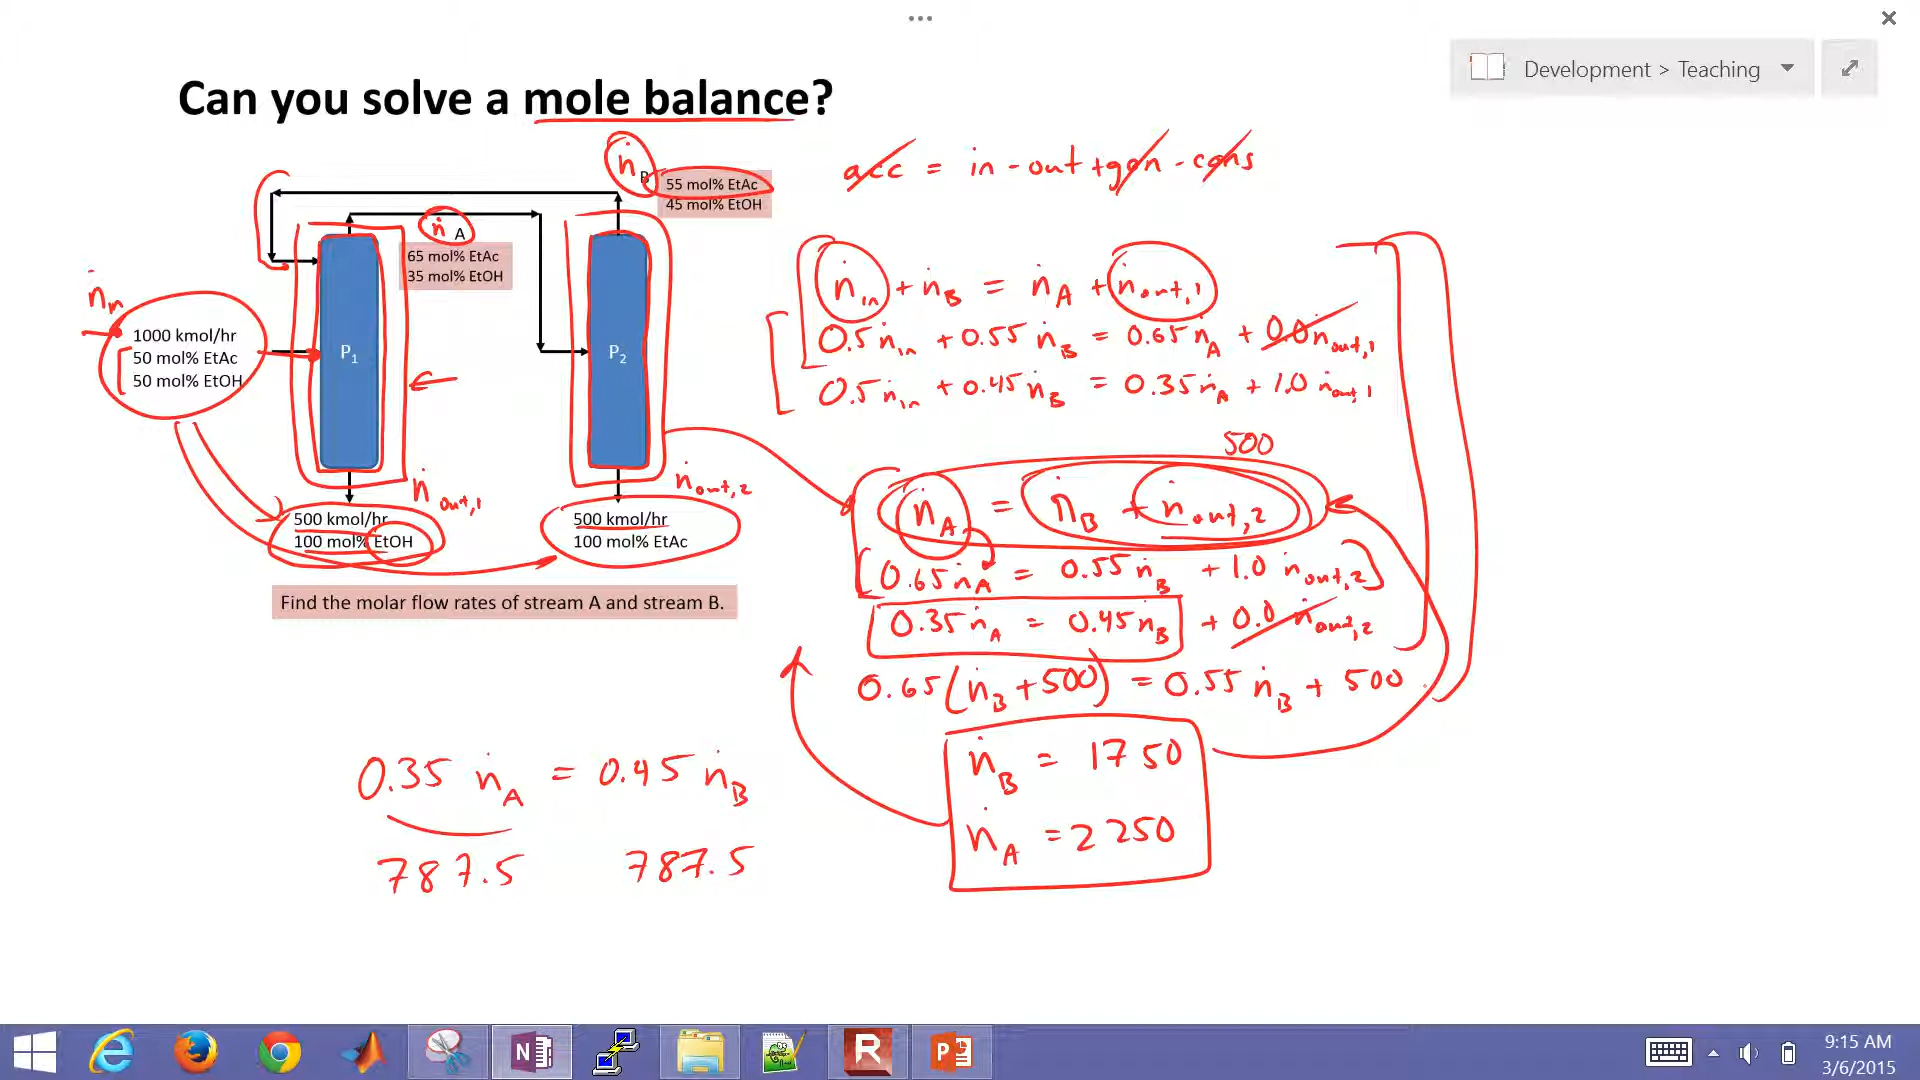 Development > Teaching
Can you solve a mole balance?
acc = in - out + gen - cons
ṅB
55 mol% EtAc
45 mol% EtOH
ṅA
65 mol% EtAc
35 mol% EtOH
ṅin
1000 kmol/hr
50 mol% EtAc
50 mol% EtOH
P1
P2
ṅin + ṅB = ṅA + ṅout,1
0.5 ṅin + 0.55 ṅB = 0.65 ṅA + 0.0 ṅout,1
0.5 ṅin + 0.45 ṅB = 0.35 ṅA + 1.0 ṅout,1
ṅout,1
500 kmol/hr
100 mol% EtOH
ṅout,2
500 kmol/hr
100 mol% EtAc
Find the molar flow rates of stream A and stream B.
500
ṅA = ṅB + ṅout,2
0.65 ṅA = 0.55 ṅB + 1.0 ṅout,2
0.35 ṅA = 0.45 ṅB + 0.0 ṅout,2
0.65 (ṅB + 500) = 0.55 ṅB + 500
ṅB = 1750
ṅA = 2250
0.35 ṅA = 0.45 ṅB
787.5 787.5
N
R
P
9:15 AM
3/6/2015